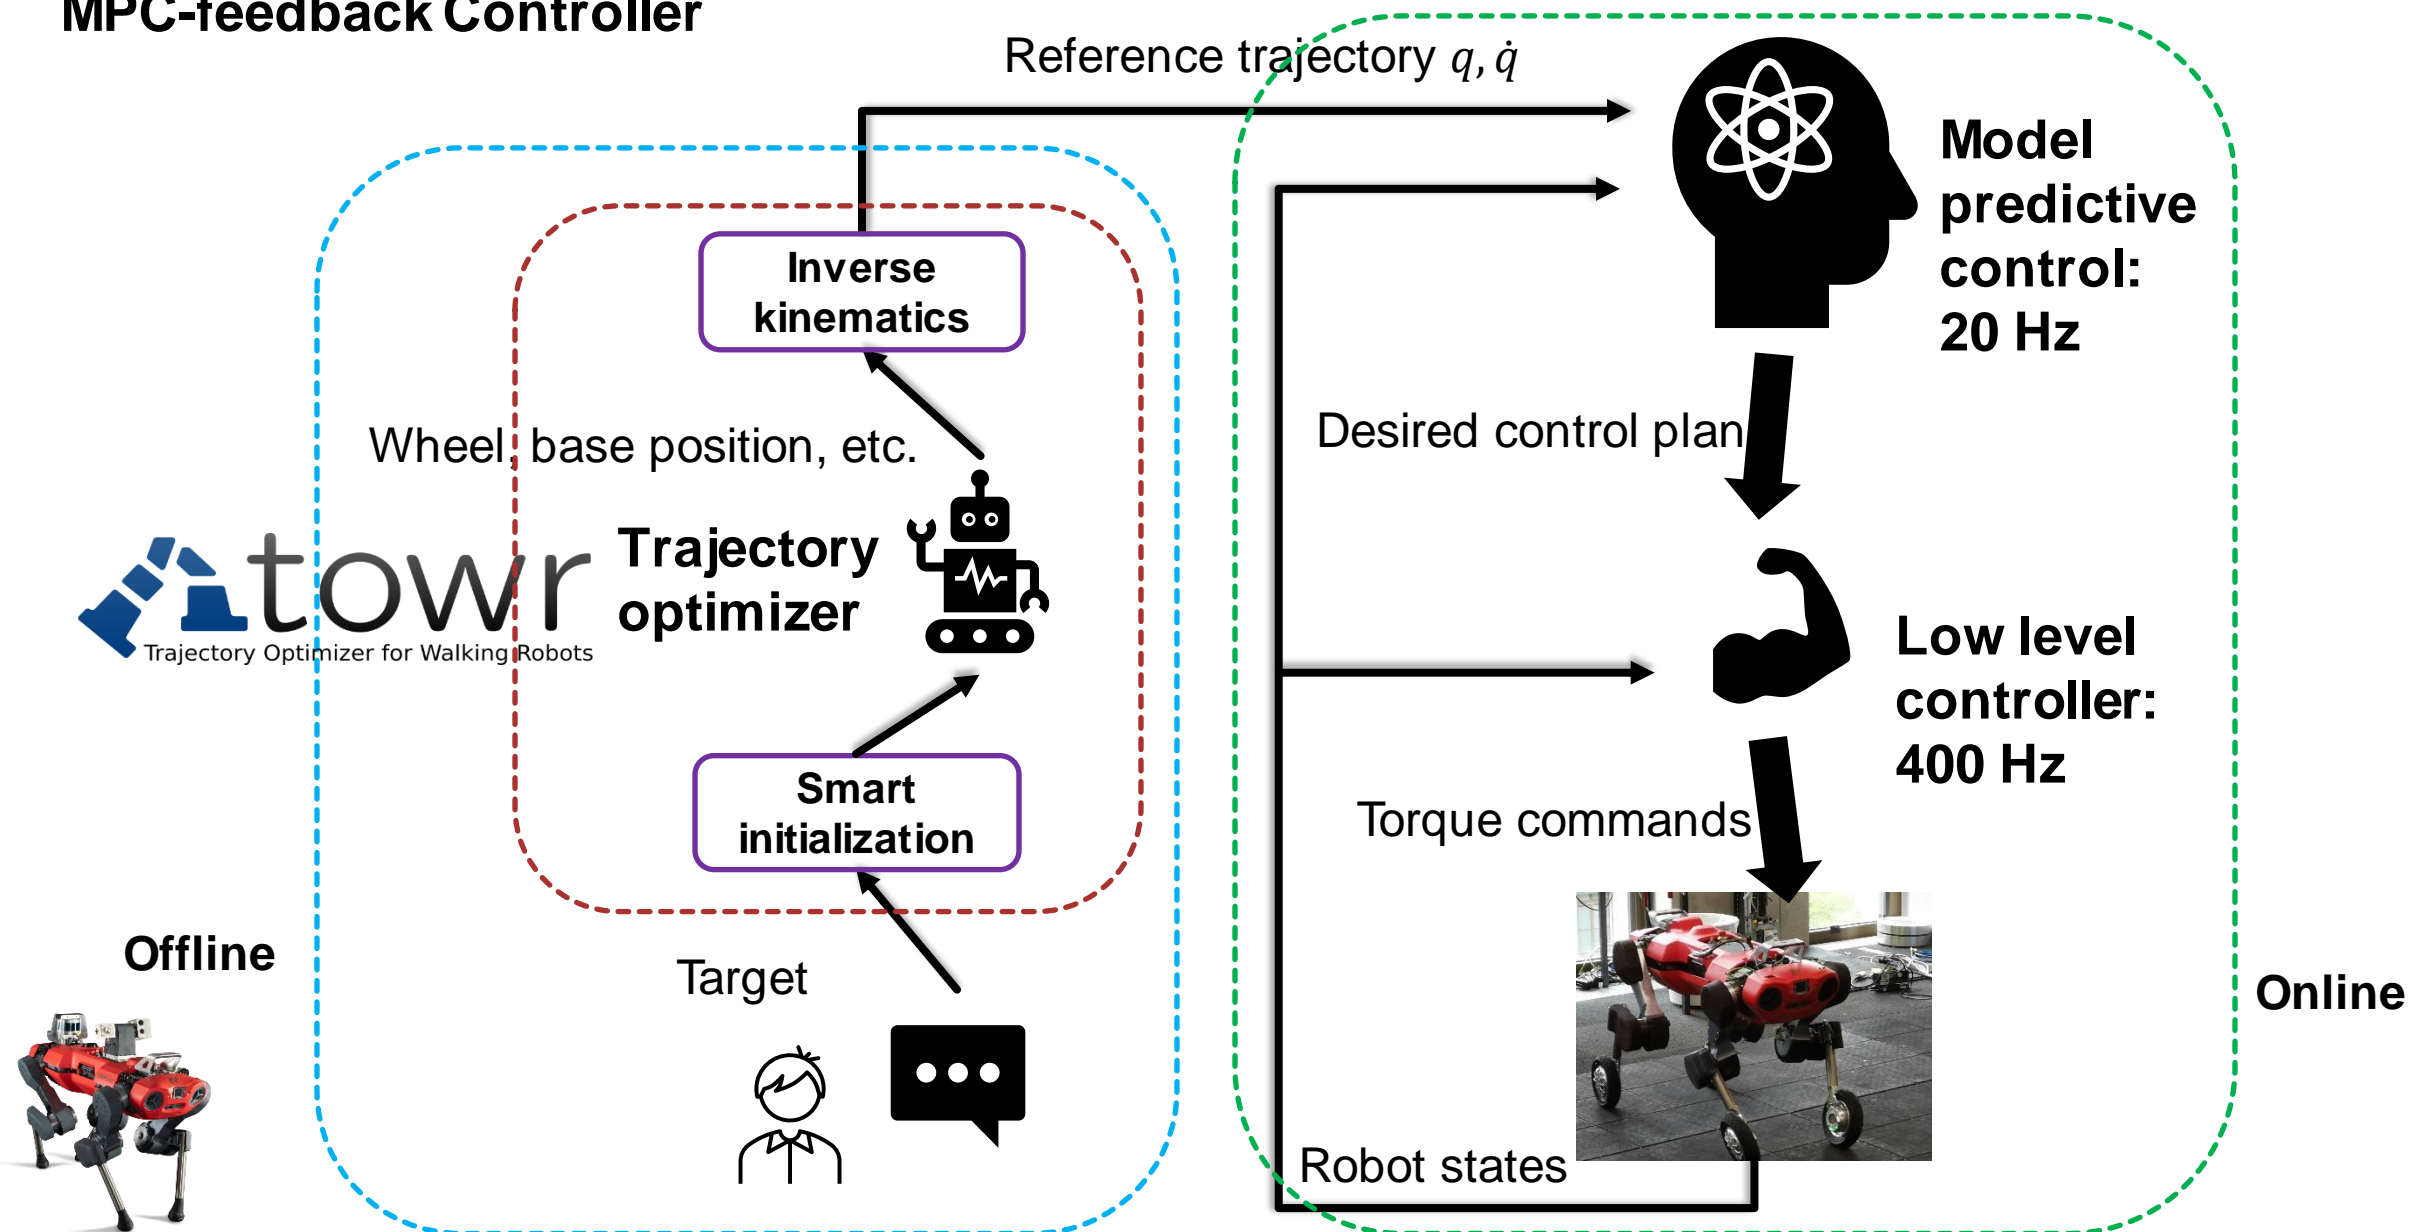 MPC-feedback Controller
Reference trajectory q, q̇
Model
predictive
control:
20 Hz
Inverse
kinematics
Wheel, base position, etc.
Desired control plan
towr
Trajectory Optimizer for Walking Robots
Trajectory
optimizer
Low level
controller:
400 Hz
Smart
initialization
Torque commands
Offline
Target
Online
Robot states